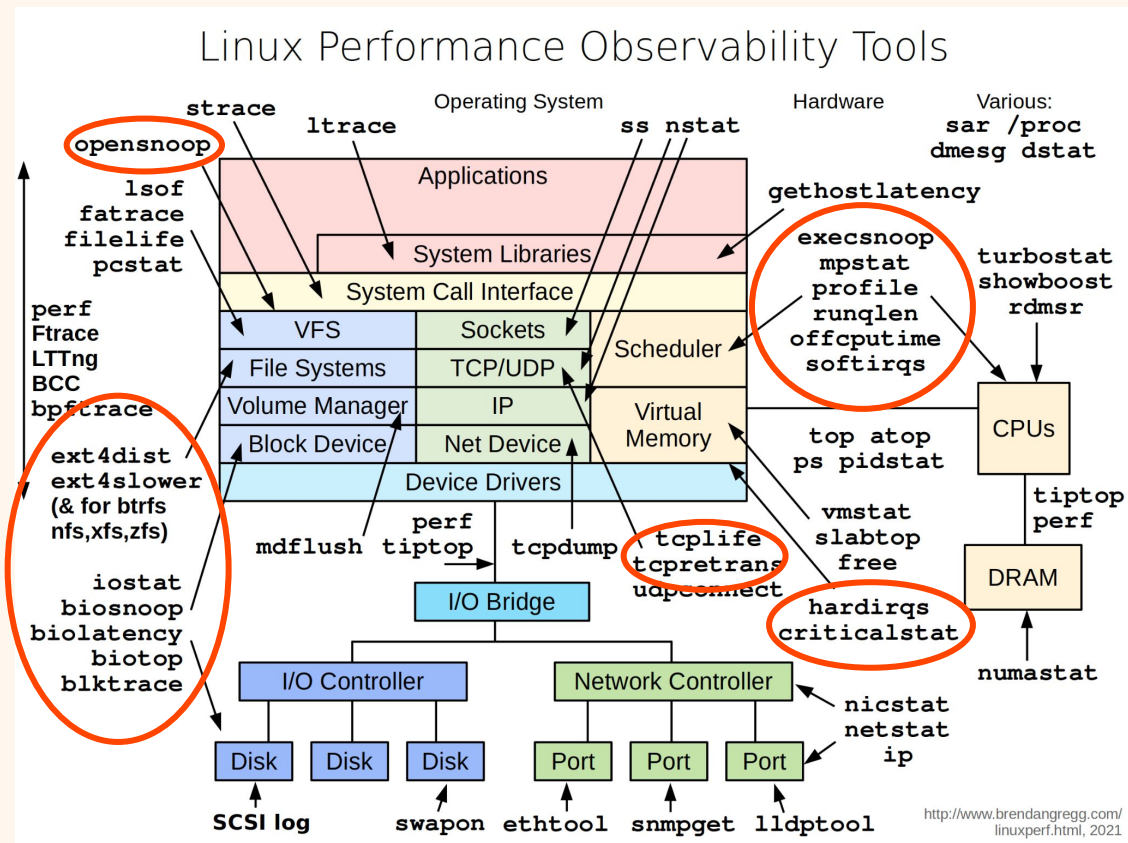 Linux Performance Observability Tools
Operating System
Hardware
Various:
sar /proc
dmesg dstat
strace
opensnoop
ltrace
ss nstat
lsof
fatrace
filelife
pcstat
gethostlatency
execsnoop
mpstat
profile
runqlen
offcputime
softirqs
turbostat
showboost
rdmsr
Applications
System Libraries
System Call Interface
VFS
Sockets
Scheduler
File Systems
TCP/UDP
Volume Manager
IP
Virtual
Memory
Block Device
Net Device
Device Drivers
CPUs
perf
Ftrace
LTTng
BCC
bpftrace
ext4dist
ext4slower
(& for btrfs
nfs,xfs,zfs)
iostat
biosnoop
biolatency
biotop
blktrace
mdflush
perf
tiptop
tcpdump
tcplife
tcpretrans
udpconnect
top atop
ps pidstat
vmstat
slabtop
free
hardirqs
criticalstat
tiptop
perf
DRAM
numastat
I/O Bridge
I/O Controller
Network Controller
nicstat
netstat
ip
Disk
Disk
Disk
Port
Port
Port
SCSI log
swapon
ethtool
snmpget
lldptool
http://www.brendangregg.com/
linuxperf.html, 2021